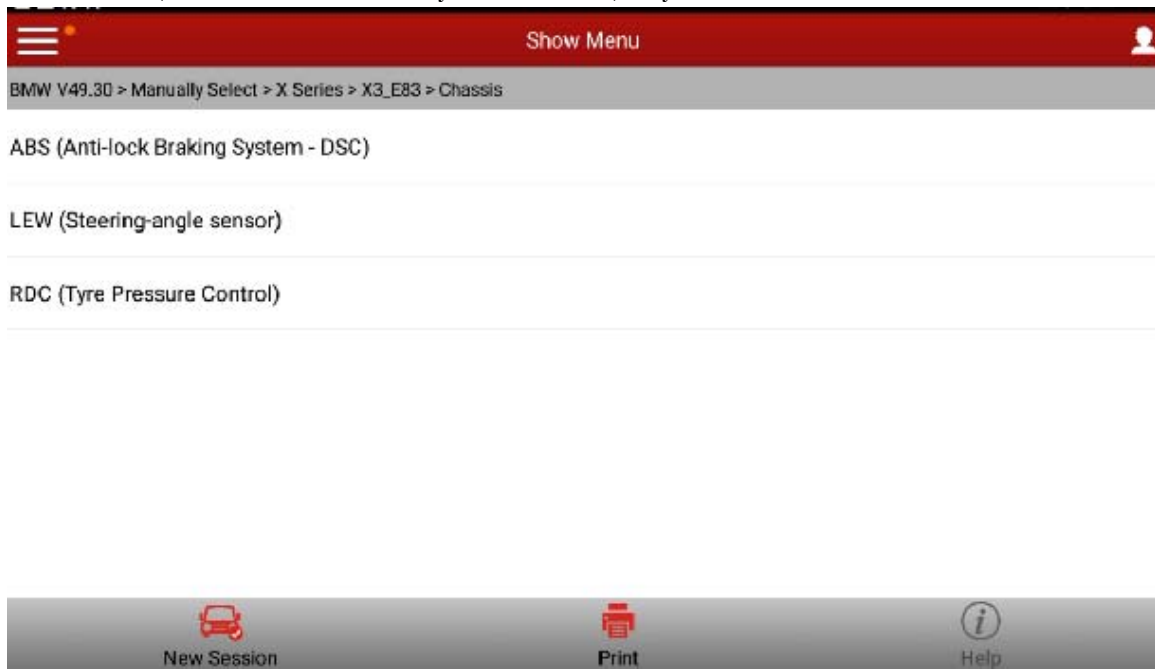 Show Menu
BMW V49.30 > Manually Select > X Series > X3_E83 > Chassis
ABS (Anti-lock Braking System - DSC)
LEW (Steering-angle sensor)
RDC (Tyre Pressure Control)
New Session Print Help